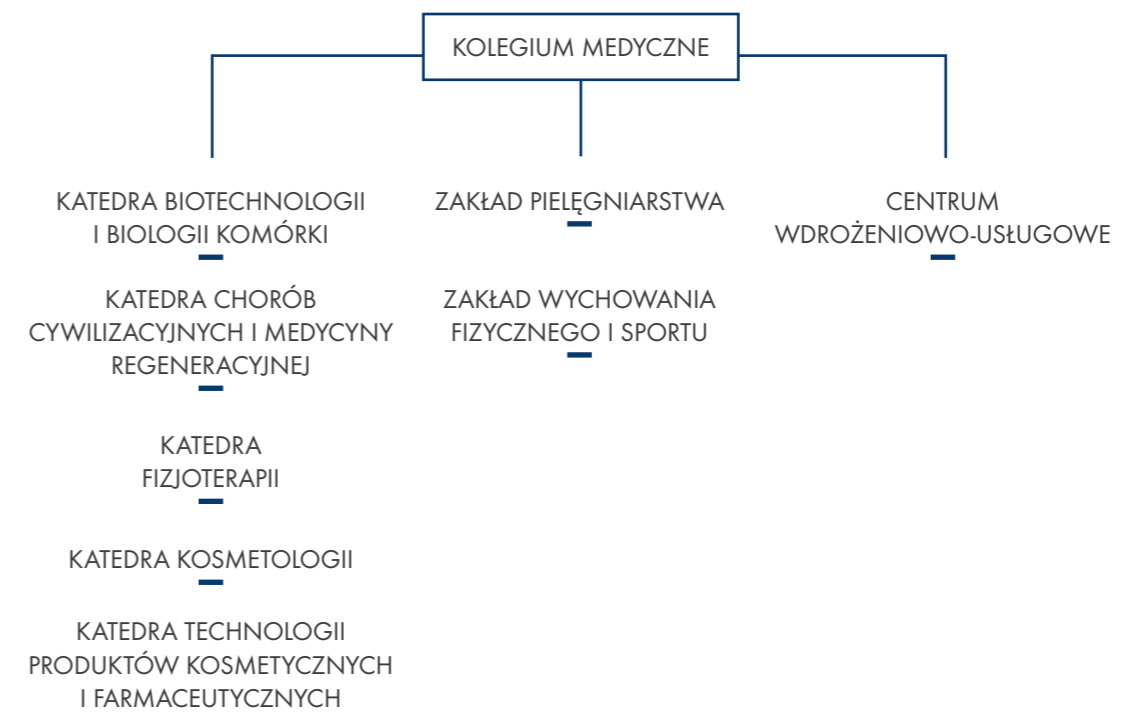 KOLEGIUM MEDYCZNE
KATEDRA BIOTECHNOLOGII
I BIOLOGII KOMÓRKI
KATEDRA CHORÓB
CYWILIZACYJNYCH I MEDYCYNY
REGENERACYJNEJ
KATEDRA
FIZJOTERAPII
KATEDRA KOSMETOLOGII
KATEDRA TECHNOLOGII
PRODUKTÓW KOSMETYCZNYCH
I FARMACEUTYCZNYCH
ZAKŁAD PIELĘGNIARSTWA
ZAKŁAD WYCHOWANIA
FIZYCZNEGO I SPORTU
CENTRUM
WDROŻENIOWO-USŁUGOWE